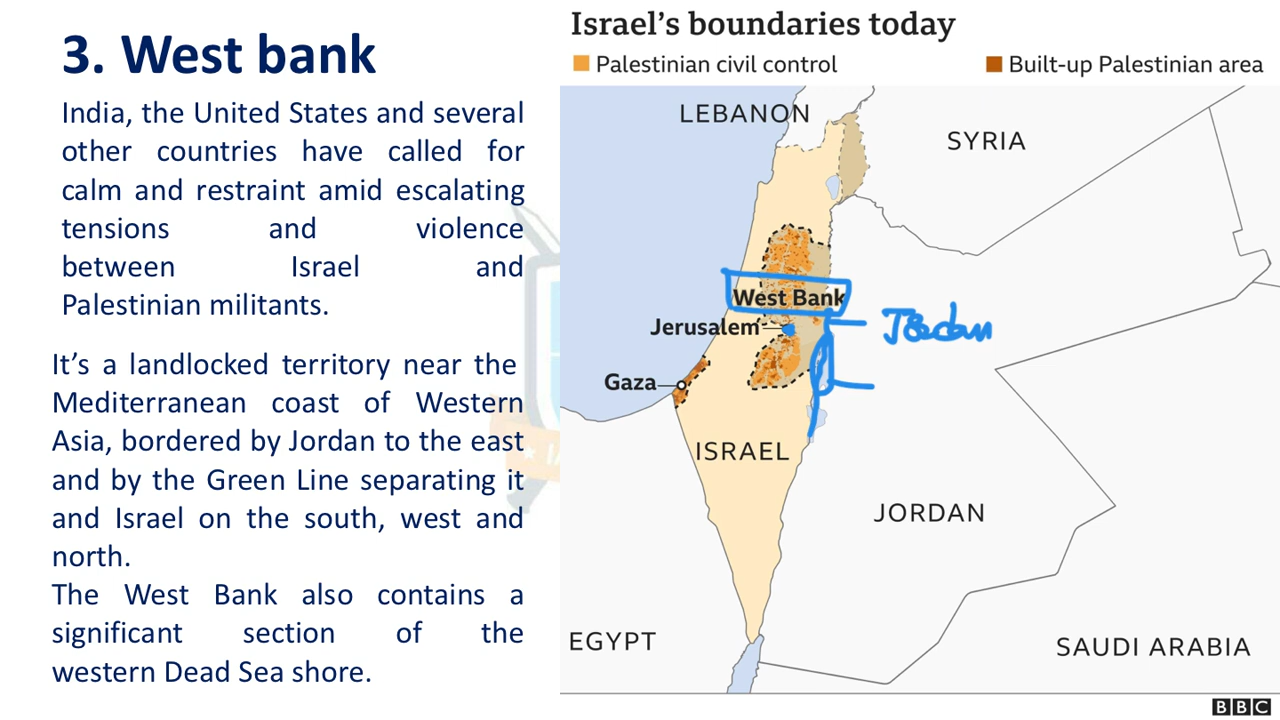 3. West bank
India, the United States and several
other countries have called for
calm and restraint amid escalating
tensions and violence
between Israel and
Palestinian militants.
It's a landlocked territory near the
Mediterranean coast of Western
Asia, bordered by Jordan to the east
and by the Green Line separating it
and Israel on the south, west and
north.
The West Bank also contains a
significant section of the
western Dead Sea shore.
Israel's boundaries today
Palestinian civil control
Built-up Palestinian area
LEBANON
SYRIA
West Bank
Jerusalem
Jordan
Gaza
ISRAEL
JORDAN
EGYPT
SAUDI ARABIA
BBC